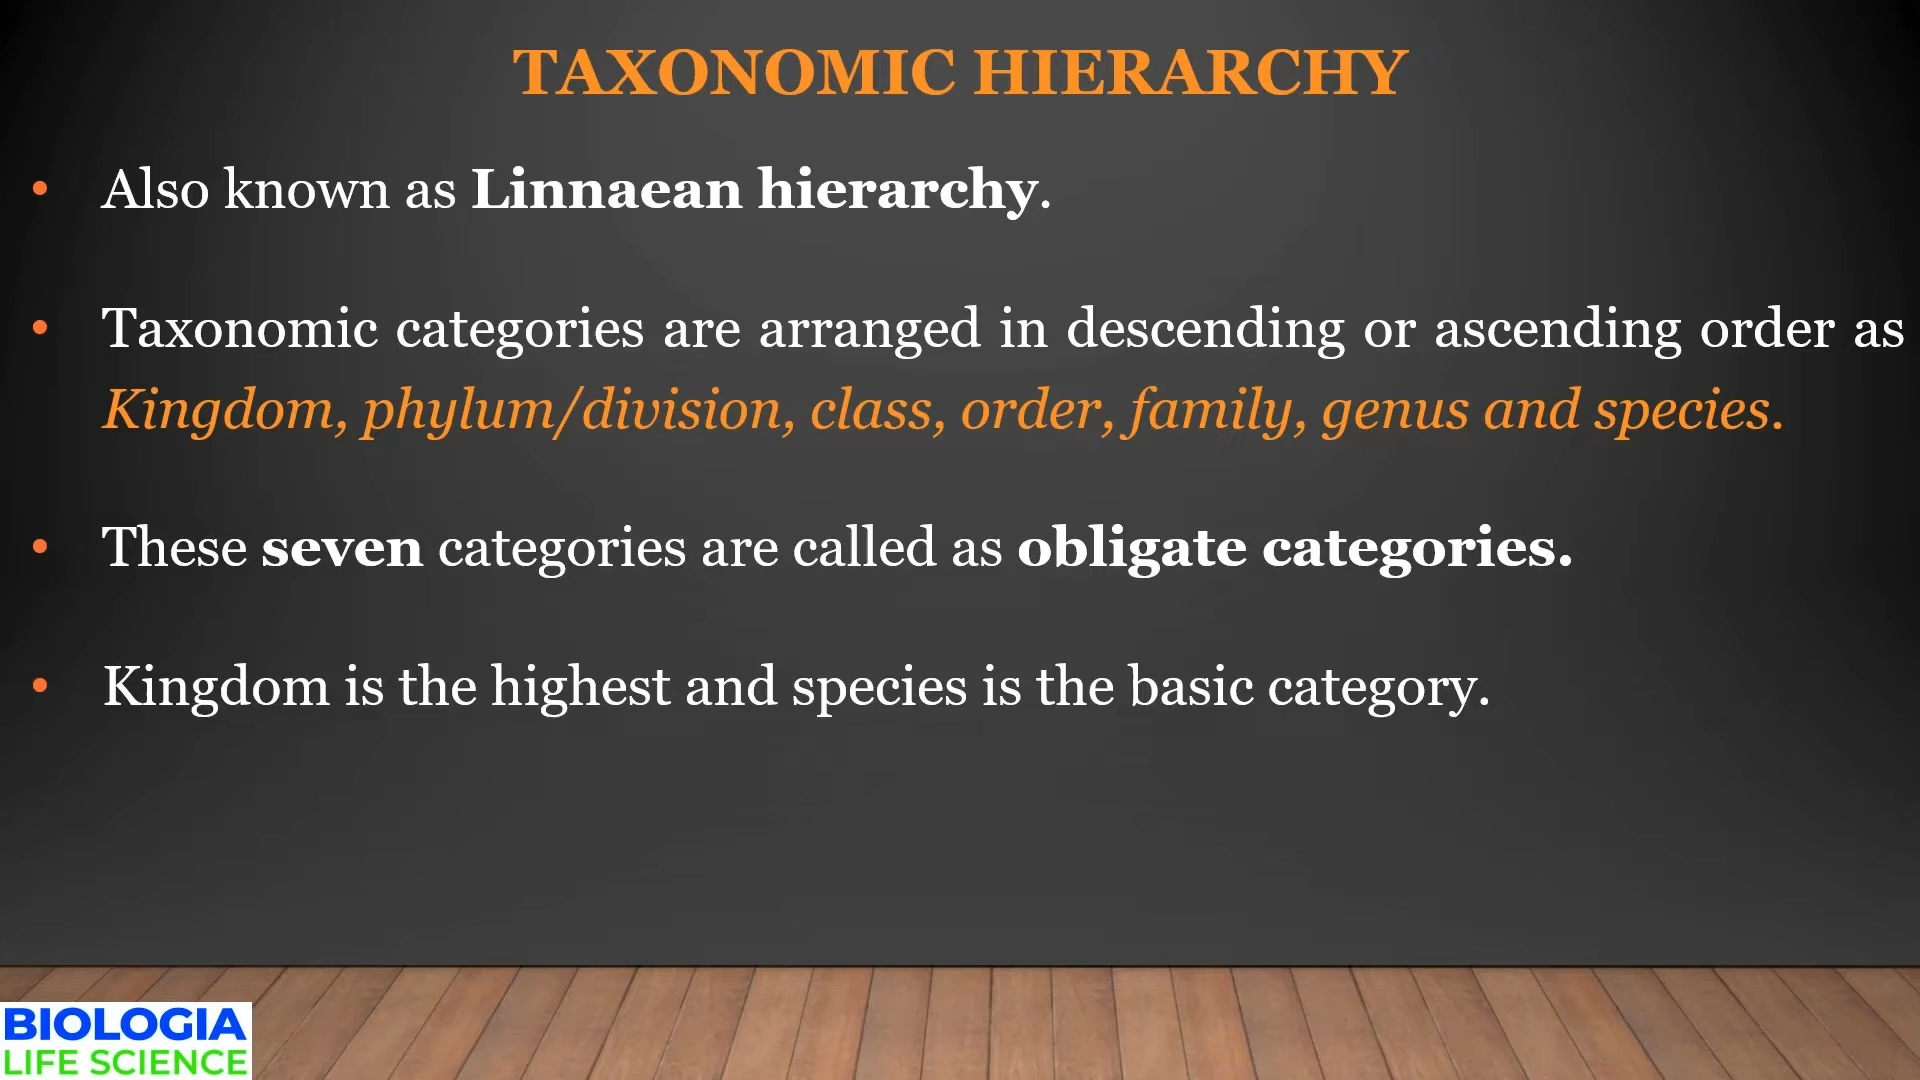 TAXONOMIC HIERARCHY
• Also known as Linnaean hierarchy.
• Taxonomic categories are arranged in descending or ascending order as
Kingdom, phylum/division, class, order, family, genus and species.
• These seven categories are called as obligate categories.
• Kingdom is the highest and species is the basic category.
BIOLOGIA
LIFE SCIENCE